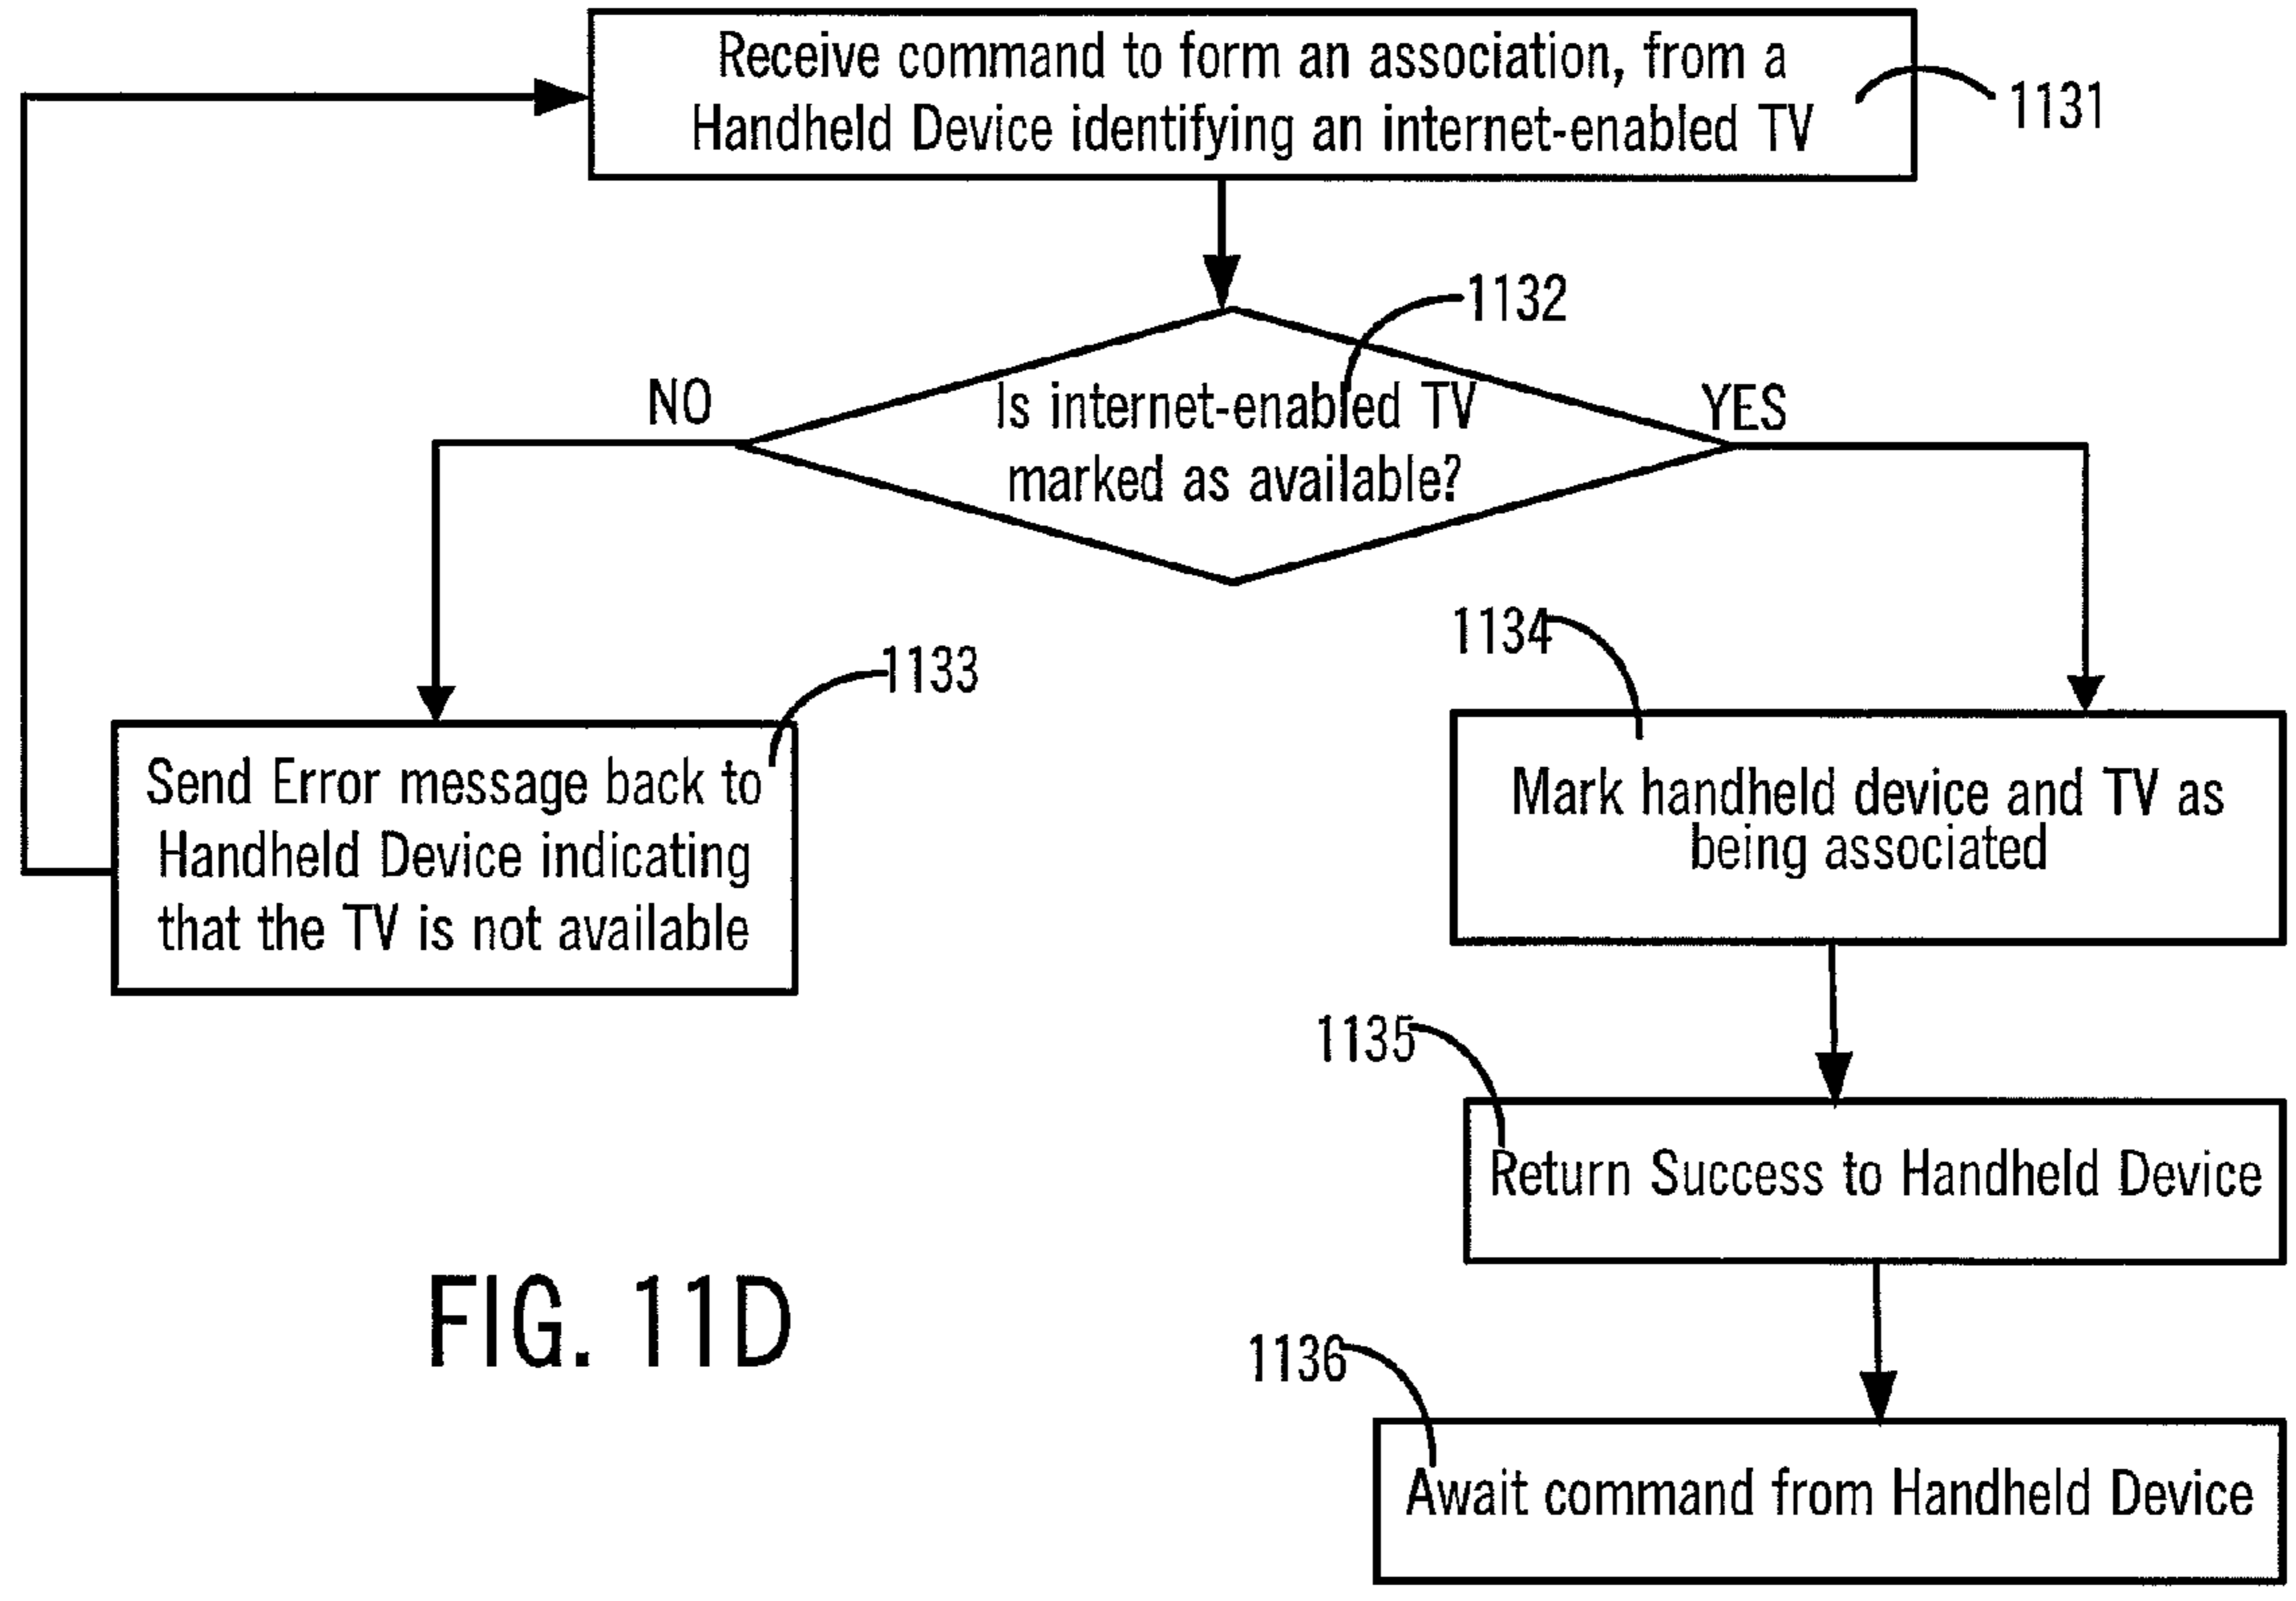 Receive command to form an association, from a
Handheld Device identifying an internet-enabled TV
1131
1132
NO
Is internet-enabled TV
marked as available?
YES
1134
1133
Send Error message back to
Handheld Device indicating
that the TV is not available
Mark handheld device and TV as
being associated
1135
Return Success to Handheld Device
FIG. 11D
1136
Await command from Handheld Device